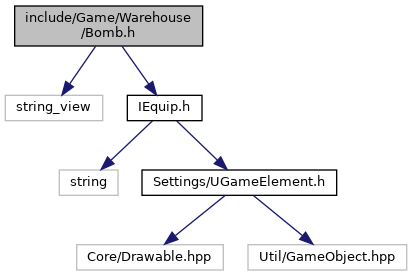 include/Game/Warehouse
/Bomb.h
string_view
IEquip.h
string
Settings/UGameElement.h
Core/Drawable.hpp
Util/GameObject.hpp